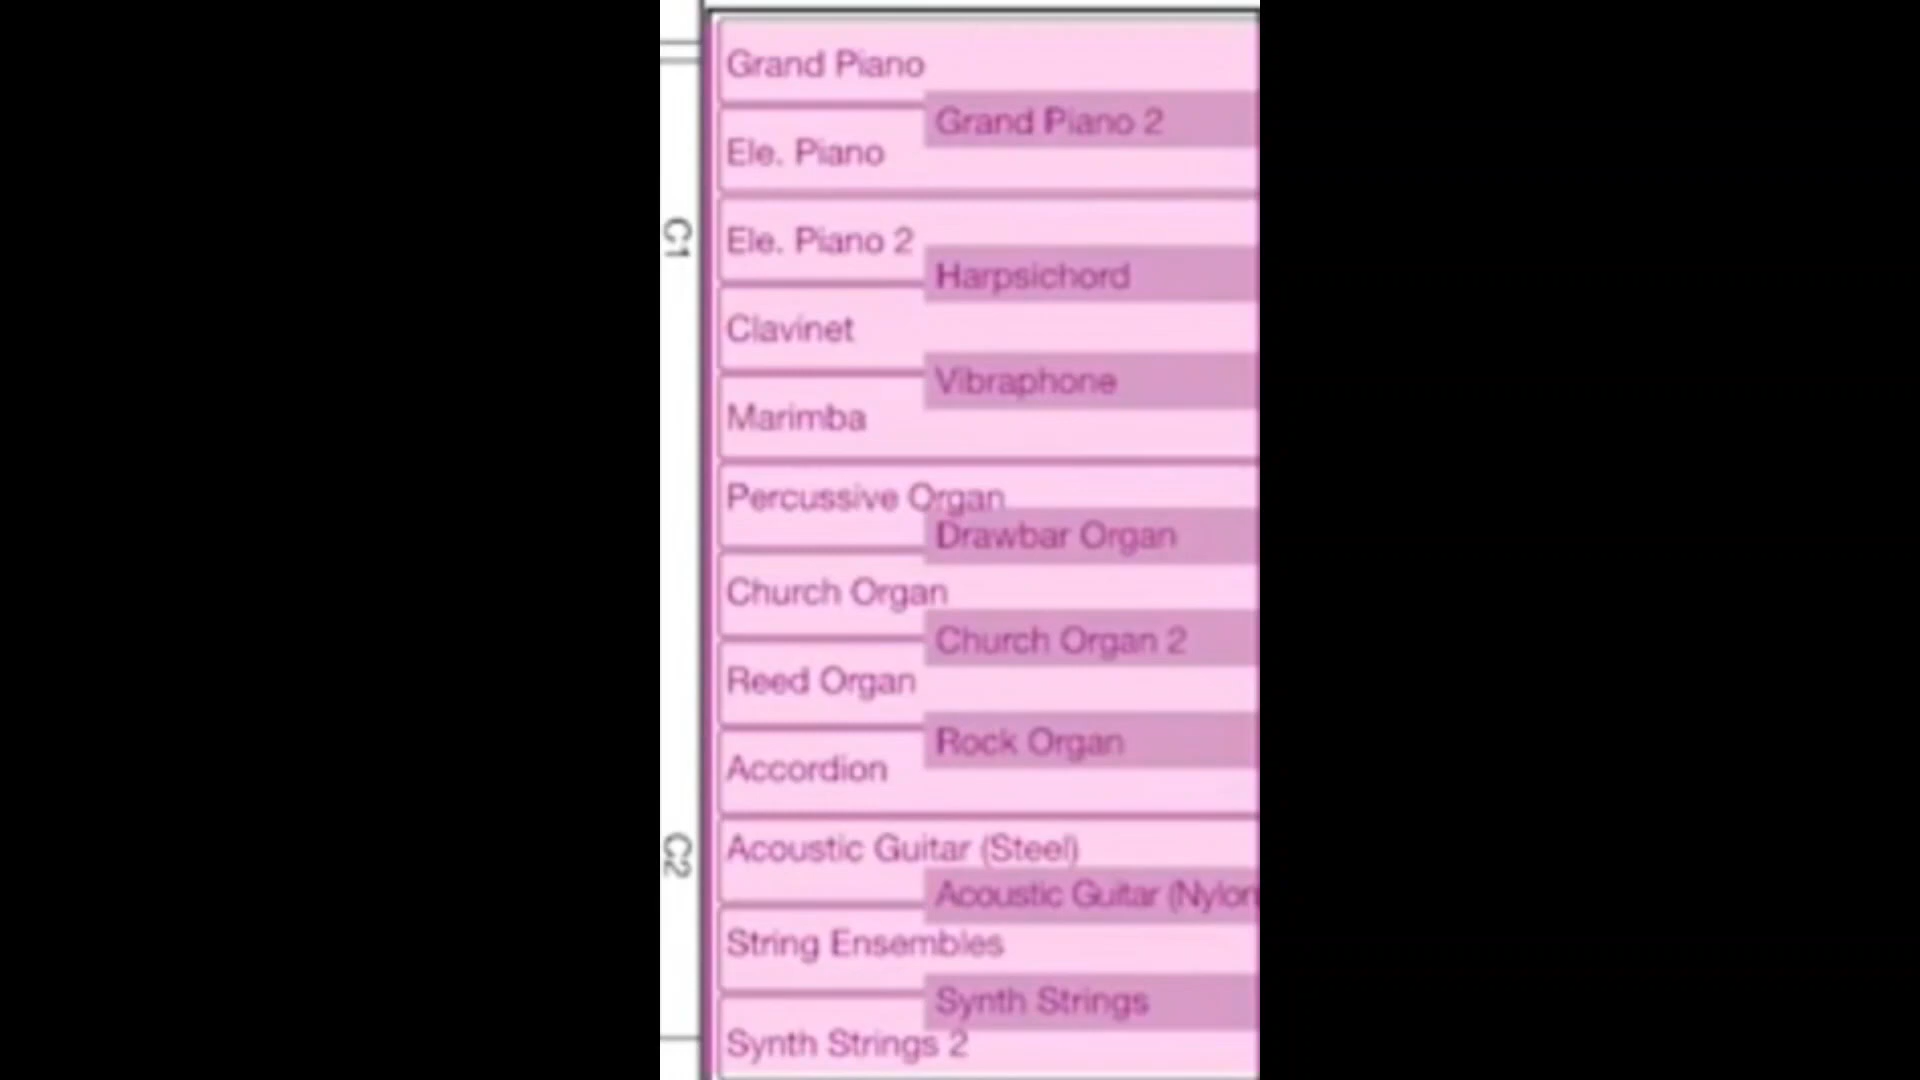 Grand Piano
Grand Piano 2
Ele. Piano
C1
Ele. Piano 2
Harpsichord
Clavinet
Vibraphone
Marimba
Percussive Organ
Drawbar Organ
Church Organ
Church Organ 2
Reed Organ
Rock Organ
Accordion
C2
Acoustic Guitar (Steel)
Acoustic Guitar (Nylon
String Ensembles
Synth Strings
Synth Strings 2